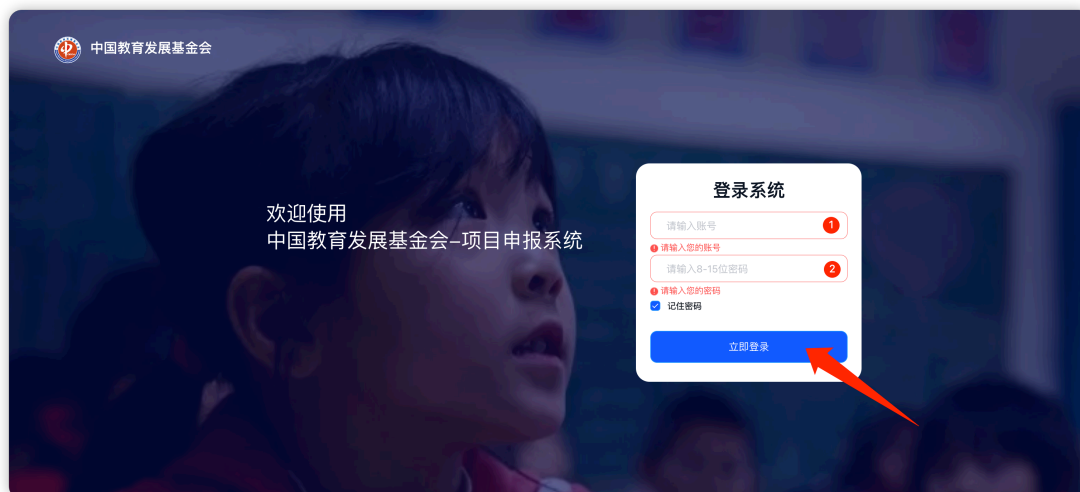 中国教育发展基金会
欢迎使用
中国教育发展基金会-项目申报系统
登录系统
请输入账号
1
请输入您的账号
请输入8-15位密码
2
请输入您的密码
记住密码
立即登录